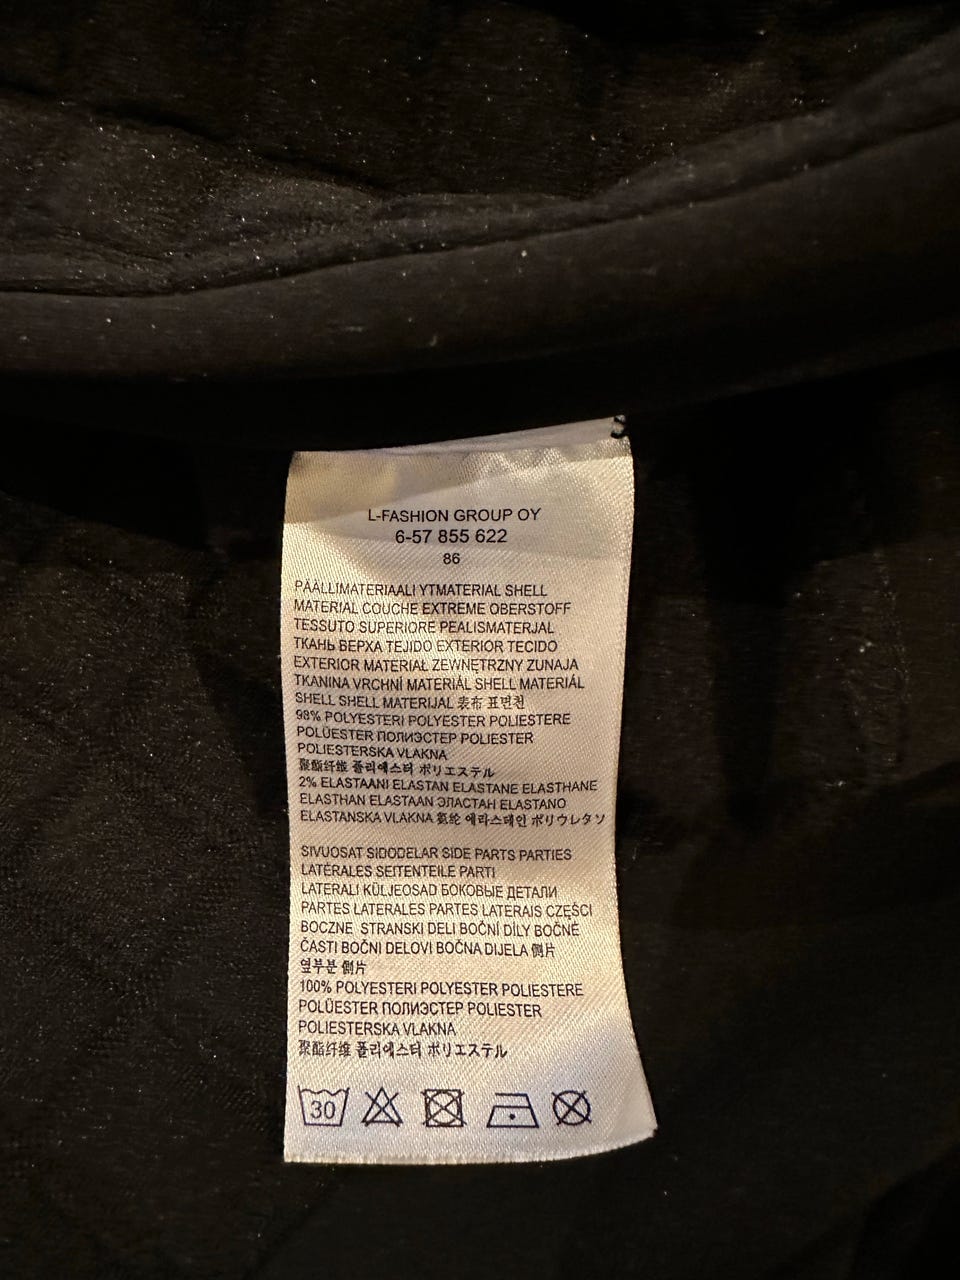 L-FASHION GROUP OY
6-57 855 622
86
PÄÄLLIMATERIAALI YTMATERIAL SHELL
MATERIAL COUCHE EXTREME OBERSTOFF
TESSUTO SUPERIORE PEALISMATERJAL
ТКАНЬ ВЕРХА TEJIDO EXTERIOR TECIDO
EXTERIOR MATERIAŁ ZEWNĘTRZNY ZUNAJA
TKANINA VRCHNÍ MATERIÁL SHELL MATERIÁL
SHELL SHELL MATERIJAL 表布 표면천
98% POLYESTERI POLYESTER POLIESTERE
POLÜESTER ПОЛИЭСТЕР POLIESTER
POLIESTERSKA VLAKNA
聚酯纤维 폴리에스터 ポリエステル
2% ELASTAANI ELASTAN ELASTANE ELASTHANE
ELASTHAN ELASTAAN ЭЛАСТАН ELASTANO
ELASTANSKA VLAKNA 氨纶 에라스테인 ポリウレタソ
SIVUOSAT SIDODELAR SIDE PARTS PARTIES
LATÉRALES SEITENTEILE PARTI
LATERALI KÜLJEOSAD БОКОВЫЕ ДЕТАЛИ
PARTES LATERALES PARTES LATERAIS CZĘŚCI
BOCZNE STRANSKI DELI BOČNÍ DÍLY BOČNÉ
ČASTI BOČNI DELOVI BOČNA DIJELA 側片
옆부분 側片
100% POLYESTERI POLYESTER POLIESTERE
POLÜESTER ПОЛИЭСТЕР POLIESTER
POLIESTERSKA VLAKNA
聚酯纤维 폴리에스터 ポリエステル
30